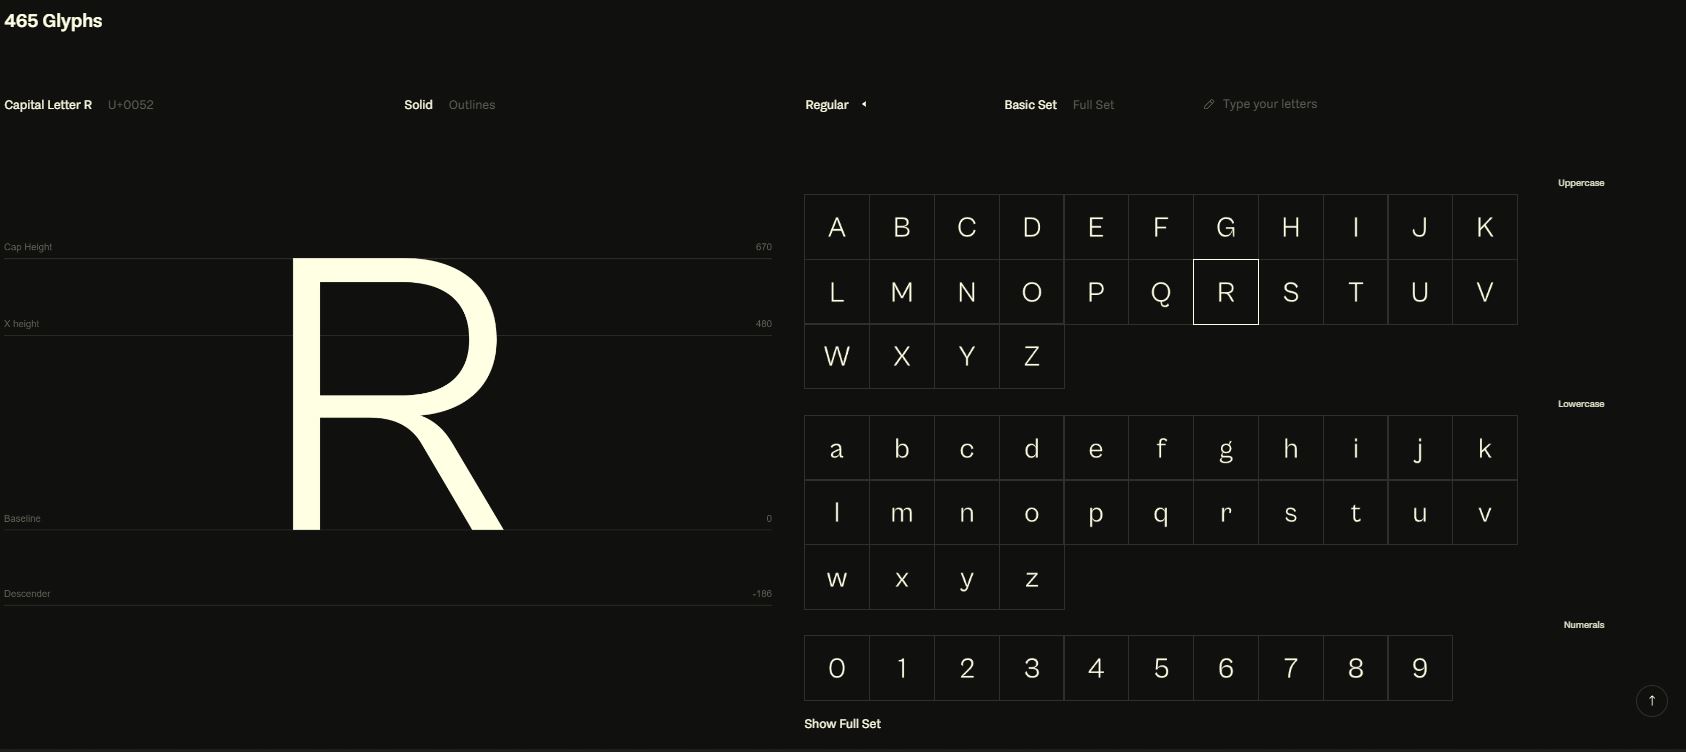 465 Glyphs
Capital Letter R U+0052 Solid Outlines
Cap Height 670
X height 480
R
Baseline 0
Descender -186
Regular Basic Set Full Set Type your letters
Uppercase
A B C D E F G H I J K
L M N O P Q R S T U V
W X Y Z
Lowercase
a b c d e f g h i j k
l m n o p q r s t u v
w x y z
Numerals
0 1 2 3 4 5 6 7 8 9
Show Full Set